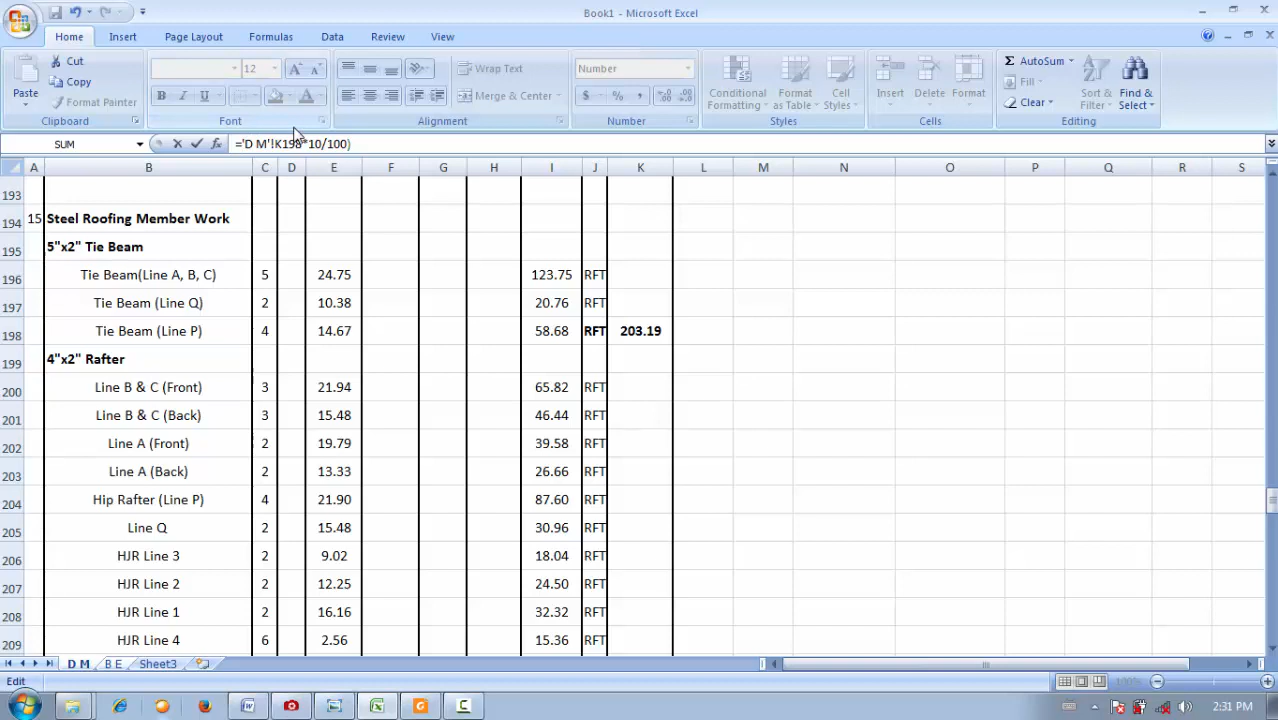 Book1 - Microsoft Excel
Home Insert Page Layout Formulas Data Review View
Paste Cut Copy Format Painter
12 Wrap Text Merge & Center
Number $ % ,
Conditional Formatting Format as Table Cell Styles
Insert Delete Format
AutoSum Fill Clear Sort & Filter Find & Select
Clipboard Font Alignment Number Styles Cells Editing
SUM ='D M'!K198*10/100)
A B C D E F G H I J K L M N O P Q R S
193
194 15 Steel Roofing Member Work
195 5"x2" Tie Beam
196 Tie Beam(Line A, B, C) 5 24.75 123.75 RFT
197 Tie Beam (Line Q) 2 10.38 20.76 RFT
198 Tie Beam (Line P) 4 14.67 58.68 RFT 203.19
199 4"x2" Rafter
200 Line B & C (Front) 3 21.94 65.82 RFT
201 Line B & C (Back) 3 15.48 46.44 RFT
202 Line A (Front) 2 19.79 39.58 RFT
203 Line A (Back) 2 13.33 26.66 RFT
204 Hip Rafter (Line P) 4 21.90 87.60 RFT
205 Line Q 2 15.48 30.96 RFT
206 HJR Line 3 2 9.02 18.04 RFT
207 HJR Line 2 2 12.25 24.50 RFT
208 HJR Line 1 2 16.16 32.32 RFT
209 HJR Line 4 6 2.56 15.36 RFT
D M B E Sheet3
Edit 100%
2:31 PM